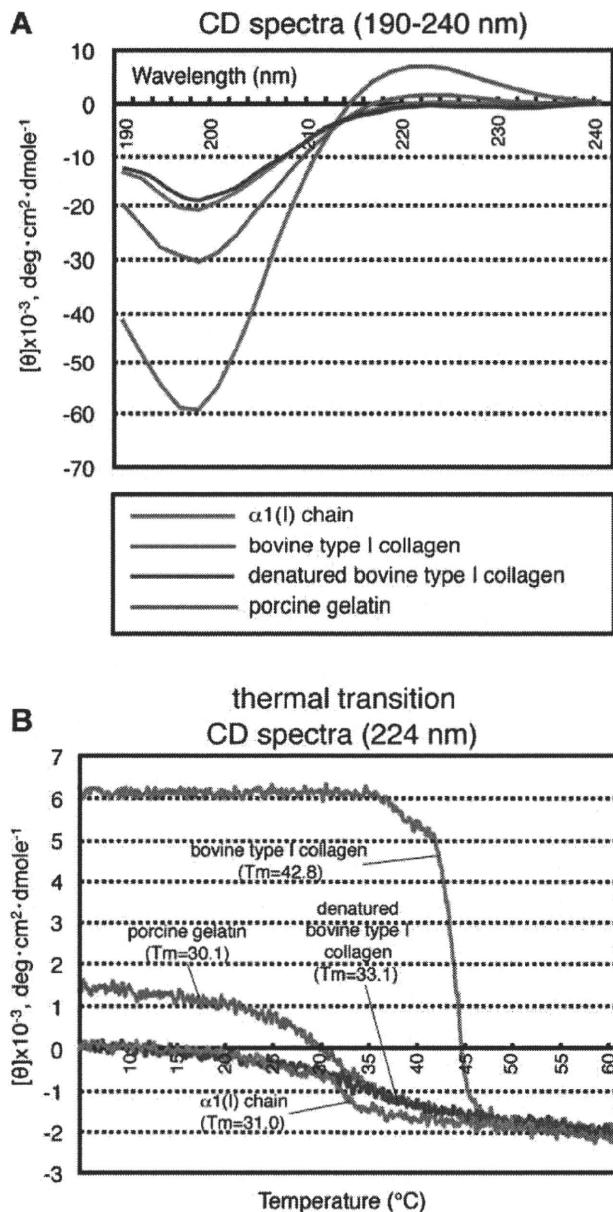 A
CD spectra (190-240 nm)
10
0
-10
-20
-30
-40
-50
-60
-70
[θ]x10⁻³, deg·cm²·dmole⁻¹
Wavelength (nm)
190
200
210
220
230
240
α1(I) chain
bovine type I collagen
denatured bovine type I collagen
porcine gelatin
B
thermal transition
CD spectra (224 nm)
7
6
5
4
3
2
1
0
-1
-2
-3
[θ]x10⁻³, deg·cm²·dmole⁻¹
bovine type I collagen
(Tm=42.8)
denatured
bovine type I
collagen
(Tm=33.1)
porcine gelatin
(Tm=30.1)
10
15
20
25
30
35
40
45
50
55
60
α1(I) chain
(Tm=31.0)
Temperature (°C)